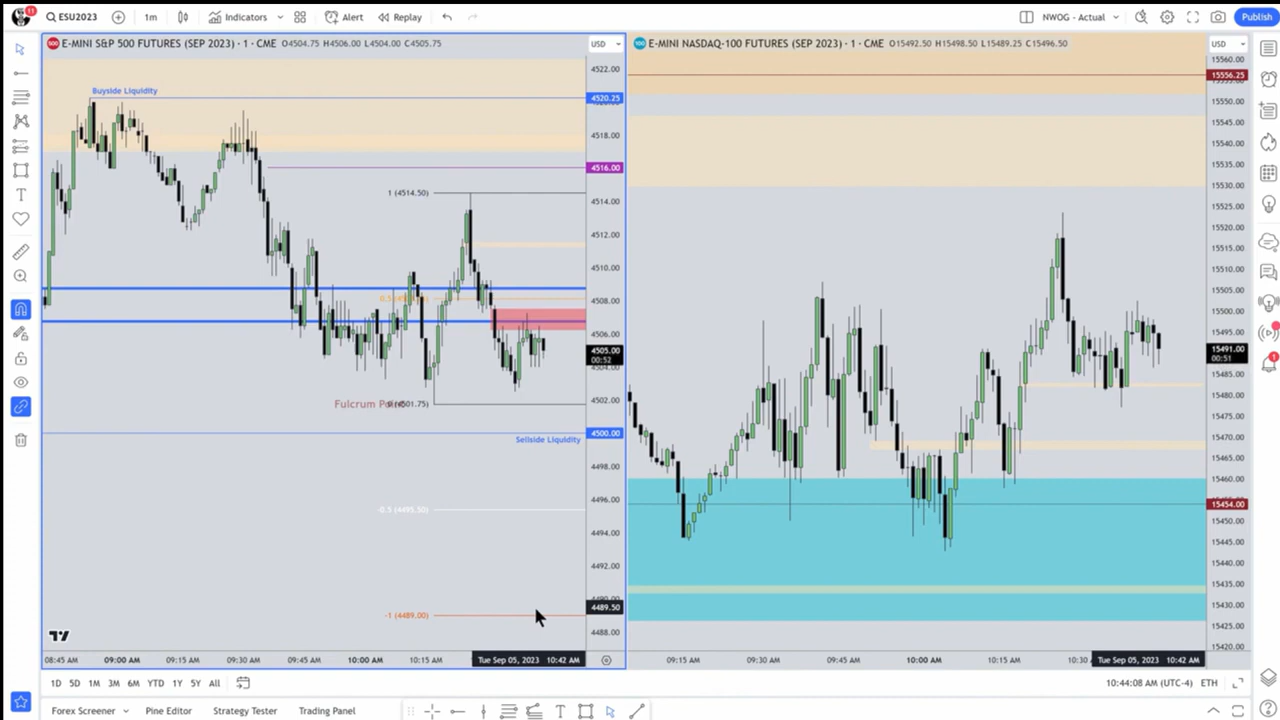 11
ESU2023
1m
Indicators
Alert
Replay
NWOG - Actual
Publish
E-MINI S&P 500 FUTURES (SEP 2023) · 1 · CME O4504.75 H4506.00 L4504.00 C4505.75
USD
4522.00
Buyside Liquidity
4520.25
4518.00
4516.00
1 (4514.50)
4514.00
4512.00
4510.00
4508.00
4506.00
4505.00
00:52
4504.00
4502.00
Fulcrum
(4501.75)
4500.00
Sellside Liquidity
4498.00
4496.00
-0.5 (4495.50)
4494.00
4492.00
4489.50
-1 (4489.00)
4488.00
08:45 AM 09:00 AM 09:15 AM 09:30 AM 09:45 AM 10:00 AM 10:15 AM Tue Sep 05, 2023 10:42 AM
E-MINI NASDAQ-100 FUTURES (SEP 2023) · 1 · CME O15492.50 H15498.50 L15489.25 C15496.50
USD
15560.00
15556.25
15550.00
15545.00
15540.00
15535.00
15530.00
15525.00
15520.00
15515.00
15510.00
15505.00
15500.00
15495.00
15491.00
00:51
15485.00
15480.00
15475.00
15470.00
15465.00
15460.00
15454.00
15450.00
15445.00
15440.00
15435.00
15430.00
15425.00
15420.00
09:15 AM 09:30 AM 09:45 AM 10:00 AM 10:15 AM 10:30 Tue Sep 05, 2023 10:42 AM
1D 5D 1M 3M 6M YTD 1Y 5Y All
10:44:08 AM (UTC-4) ETH
Forex Screener
Pine Editor
Strategy Tester
Trading Panel